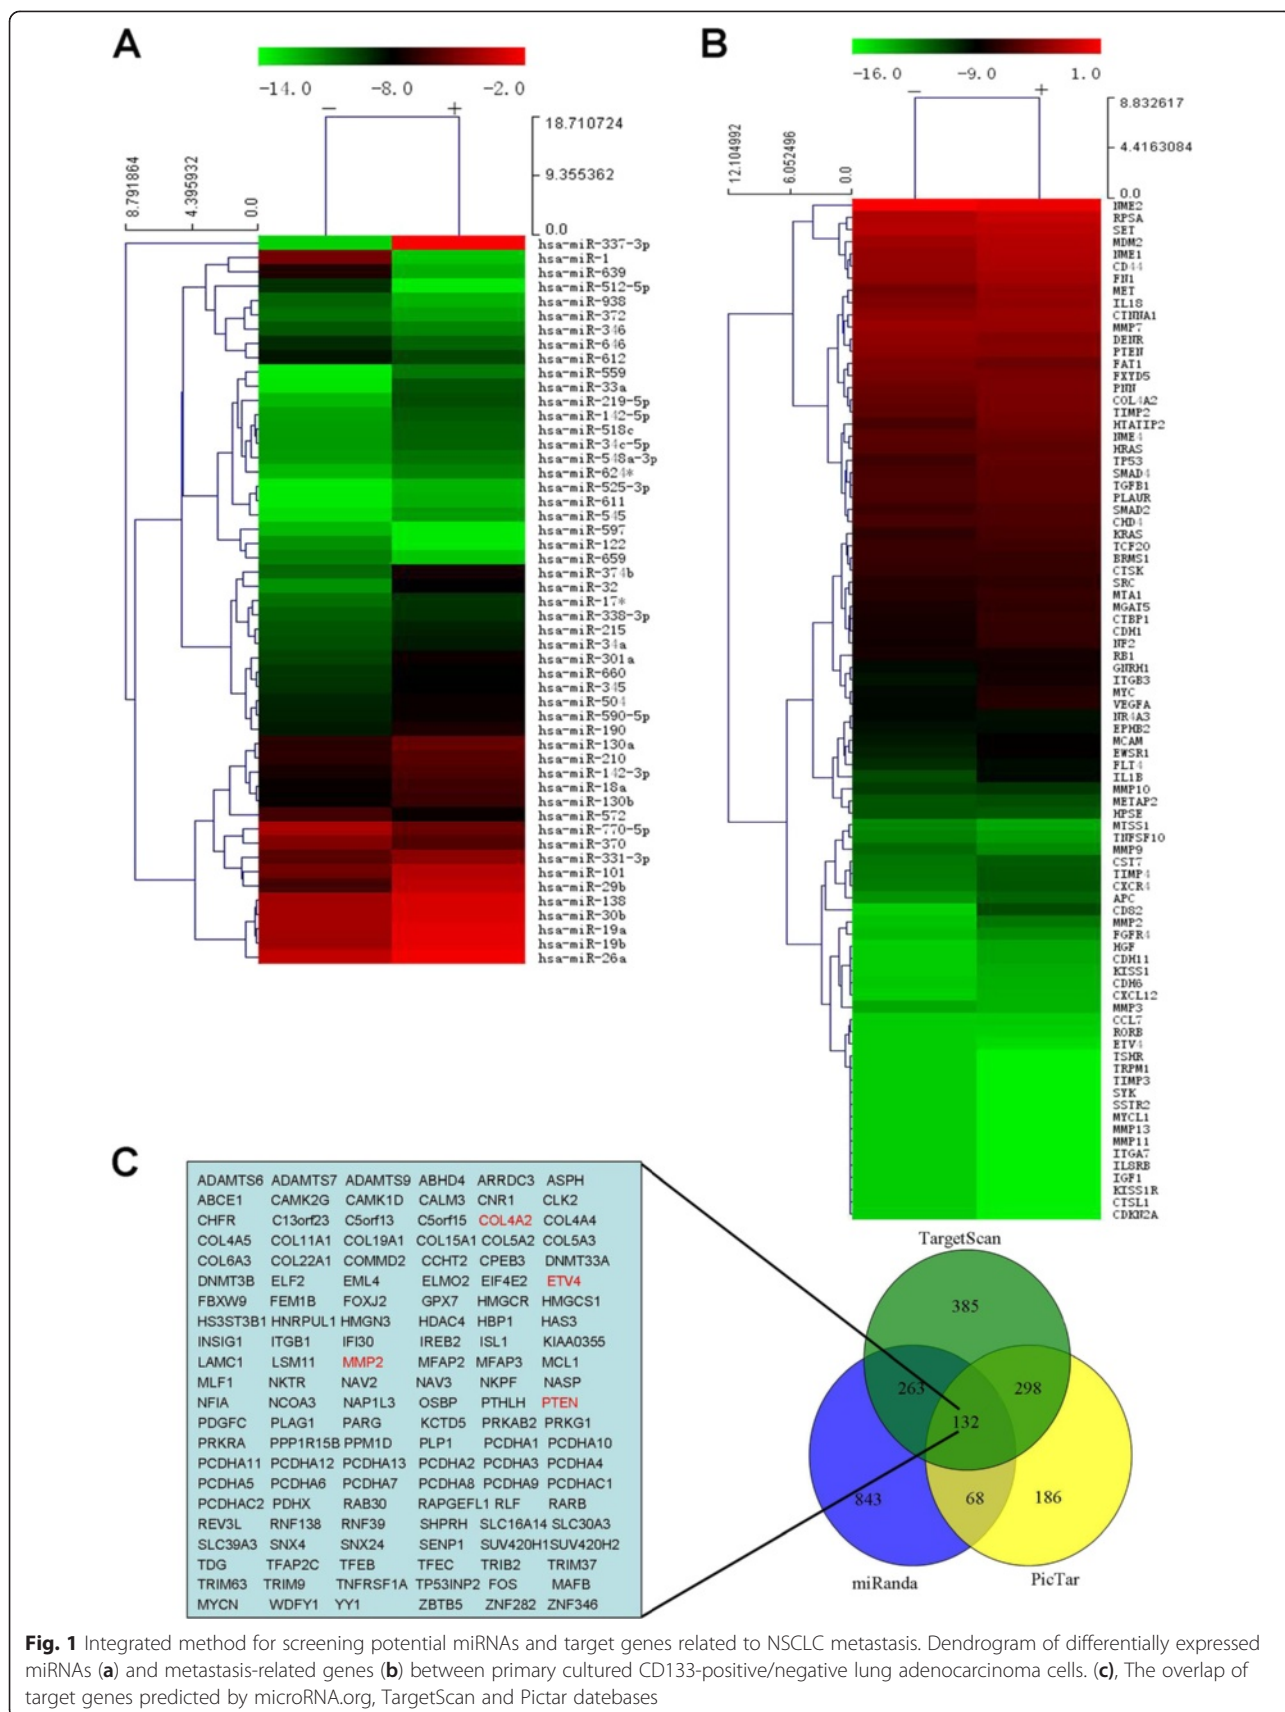 A
-14.0 -8.0 -2.0
− +
18.710724
9.355362
0.0
8.791864
4.395932
0.0
hsa-miR-337-3p
hsa-miR-1
hsa-miR-639
hsa-miR-512-5p
hsa-miR-938
hsa-miR-372
hsa-miR-346
hsa-miR-646
hsa-miR-612
hsa-miR-559
hsa-miR-33a
hsa-miR-219-5p
hsa-miR-142-5p
hsa-miR-518c
hsa-miR-34c-5p
hsa-miR-548a-3p
hsa-miR-624*
hsa-miR-525-3p
hsa-miR-611
hsa-miR-545
hsa-miR-597
hsa-miR-122
hsa-miR-659
hsa-miR-374b
hsa-miR-32
hsa-miR-17*
hsa-miR-338-3p
hsa-miR-215
hsa-miR-34a
hsa-miR-301a
hsa-miR-660
hsa-miR-345
hsa-miR-504
hsa-miR-590-5p
hsa-miR-190
hsa-miR-130a
hsa-miR-210
hsa-miR-142-3p
hsa-miR-18a
hsa-miR-130b
hsa-miR-572
hsa-miR-770-5p
hsa-miR-370
hsa-miR-331-3p
hsa-miR-101
hsa-miR-29b
hsa-miR-138
hsa-miR-30b
hsa-miR-19a
hsa-miR-19b
hsa-miR-26a
B
-16.0 -9.0 1.0
− +
8.832617
4.4163084
0.0
12.104992
6.052496
0.0
NME2
RPSA
SET
MDM2
NME1
CD44
FN1
MET
IL18
CTNNA1
MMP7
DENR
PTEN
FAT1
FXYD5
PNN
COL4A2
TIMP2
HTATIP2
NME4
HRAS
TP53
SMAD4
TGFB1
PLAUR
SMAD2
CHD4
KRAS
TCF20
BRMS1
CTSK
SRC
MTA1
MGAT5
CTBP1
CDH1
NF2
RB1
GNRH1
ITGB3
MYC
VEGFA
NR4A3
EPHB2
MCAM
EWSR1
FLT4
IL1B
MMP10
METAP2
HPSE
MTSS1
TNFSF10
MMP9
CST7
TIMP4
CXCR4
APC
CD82
MMP2
FGFR4
HGF
CDH11
KISS1
CDH6
CXCL12
MMP3
CCL7
RORB
ETV4
TSHR
TRPM1
TIMP3
SYK
SSTR2
MYCL1
MMP13
MMP11
ITGA7
IL8RB
IGF1
KISS1R
CTSL1
CDKN2A
C
ADAMTS6 ADAMTS7 ADAMTS9 ABHD4 ARRDC3 ASPH
ABCE1 CAMK2G CAMK1D CALM3 CNR1 CLK2
CHFR C13orf23 C5orf13 C5orf15 COL4A2 COL4A4
COL4A5 COL11A1 COL19A1 COL15A1 COL5A2 COL5A3
COL6A3 COL22A1 COMMD2 CCHT2 CPEB3 DNMT33A
DNMT3B ELF2 EML4 ELMO2 EIF4E2 ETV4
FBXW9 FEM1B FOXJ2 GPX7 HMGCR HMGCS1
HS3ST3B1 HNRPUL1 HMGN3 HDAC4 HBP1 HAS3
INSIG1 ITGB1 IFI30 IREB2 ISL1 KIAA0355
LAMC1 LSM11 MMP2 MFAP2 MFAP3 MCL1
MLF1 NKTR NAV2 NAV3 NKPF NASP
NFIA NCOA3 NAP1L3 OSBP PTHLH PTEN
PDGFC PLAG1 PARG KCTD5 PRKAB2 PRKG1
PRKRA PPP1R15B PPM1D PLP1 PCDHA1 PCDHA10
PCDHA11 PCDHA12 PCDHA13 PCDHA2 PCDHA3 PCDHA4
PCDHA5 PCDHA6 PCDHA7 PCDHA8 PCDHA9 PCDHAC1
PCDHAC2 PDHX RAB30 RAPGEFL1 RLF RARB
REV3L RNF138 RNF39 SHPRH SLC16A14 SLC30A3
SLC39A3 SNX4 SNX24 SENP1 SUV420H1 SUV420H2
TDG TFAP2C TFEB TFEC TRIB2 TRIM37
TRIM63 TRIM9 TNFRSF1A TP53INP2 FOS MAFB
MYCN WDFY1 YY1 ZBTB5 ZNF282 ZNF346
TargetScan
385
263 298
132
843 68 186
miRanda PicTar
Fig. 1 Integrated method for screening potential miRNAs and target genes related to NSCLC metastasis. Dendrogram of differentially expressed
miRNAs (a) and metastasis-related genes (b) between primary cultured CD133-positive/negative lung adenocarcinoma cells. (c), The overlap of
target genes predicted by microRNA.org, TargetScan and Pictar datebases